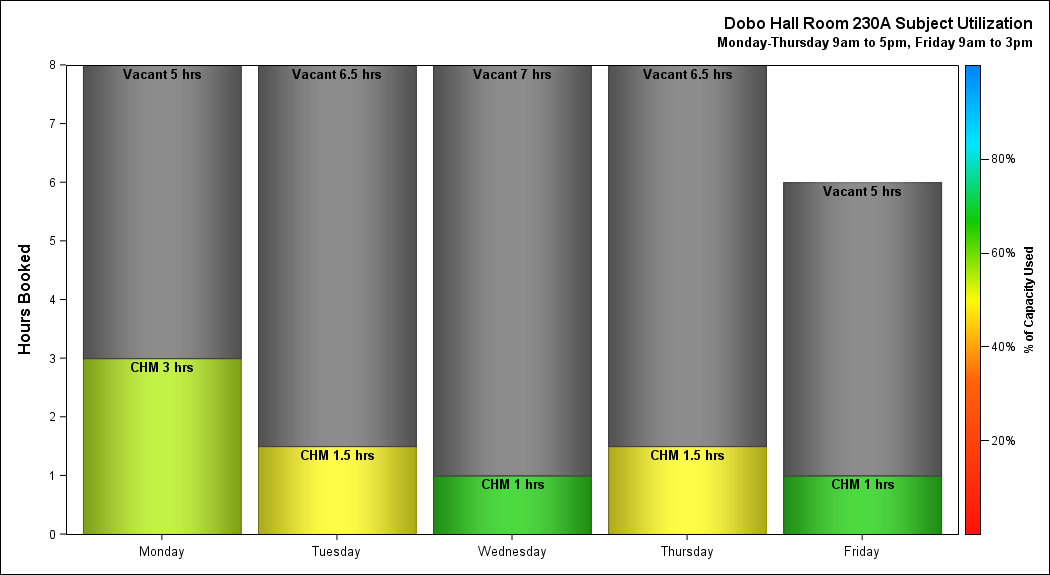 Dobo Hall Room 230A Subject Utilization
Monday-Thursday 9am to 5pm, Friday 9am to 3pm
Hours Booked
8
7
6
5
4
3
2
1
0
Vacant 5 hrs
Vacant 6.5 hrs
Vacant 7 hrs
Vacant 6.5 hrs
Vacant 5 hrs
CHM 3 hrs
CHM 1.5 hrs
CHM 1 hrs
CHM 1.5 hrs
CHM 1 hrs
Monday
Tuesday
Wednesday
Thursday
Friday
80%
60%
40%
20%
% of Capacity Used